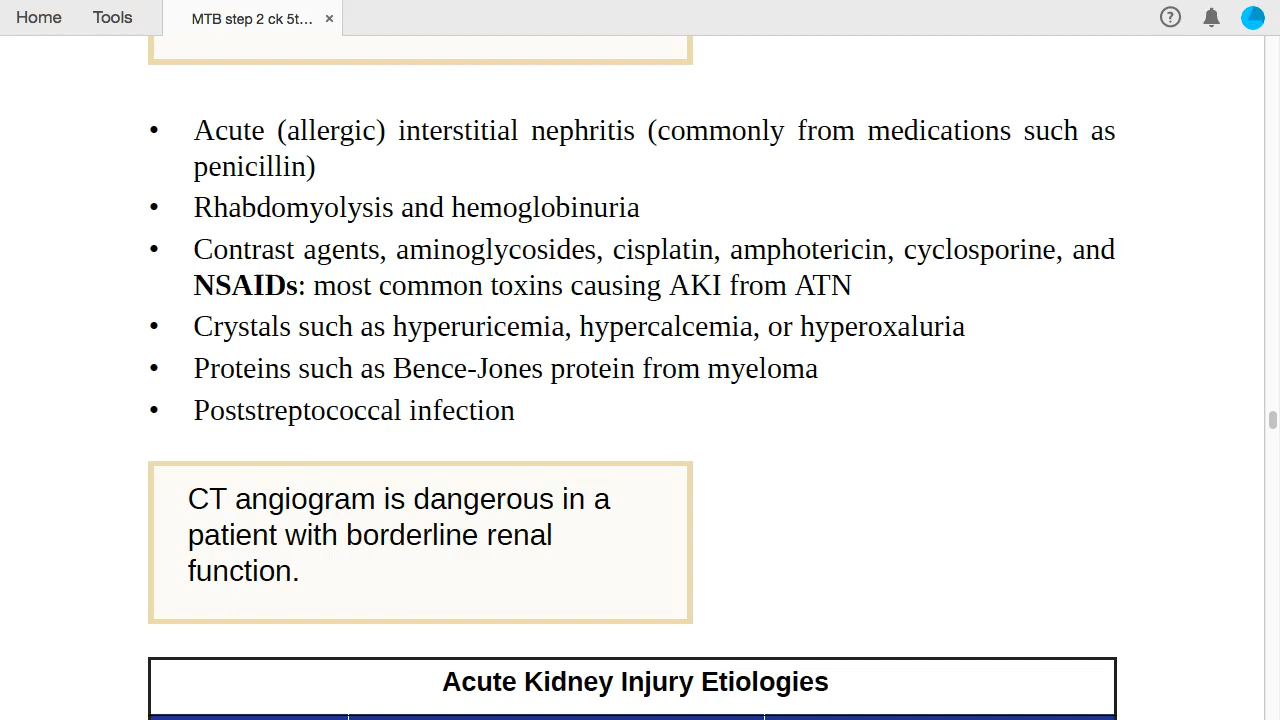 Home Tools MTB step 2 ck 5t... ×
• Acute (allergic) interstitial nephritis (commonly from medications such as
penicillin)
• Rhabdomyolysis and hemoglobinuria
• Contrast agents, aminoglycosides, cisplatin, amphotericin, cyclosporine, and
NSAIDs: most common toxins causing AKI from ATN
• Crystals such as hyperuricemia, hypercalcemia, or hyperoxaluria
• Proteins such as Bence-Jones protein from myeloma
• Poststreptococcal infection
CT angiogram is dangerous in a
patient with borderline renal
function.
Acute Kidney Injury Etiologies